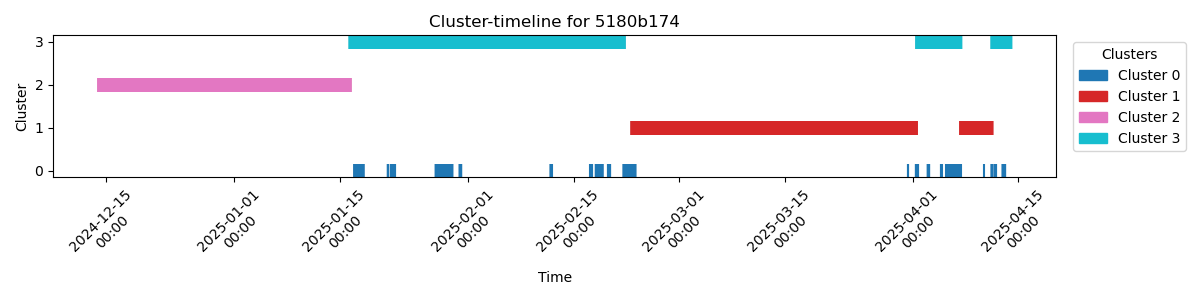 Cluster-timeline for 5180b174
Cluster
3
2
1
0
2024-12-15
00:00
2025-01-01
00:00
2025-01-15
00:00
2025-02-01
00:00
2025-02-15
00:00
2025-03-01
00:00
2025-03-15
00:00
2025-04-01
00:00
2025-04-15
00:00
Time
Clusters
Cluster 0
Cluster 1
Cluster 2
Cluster 3